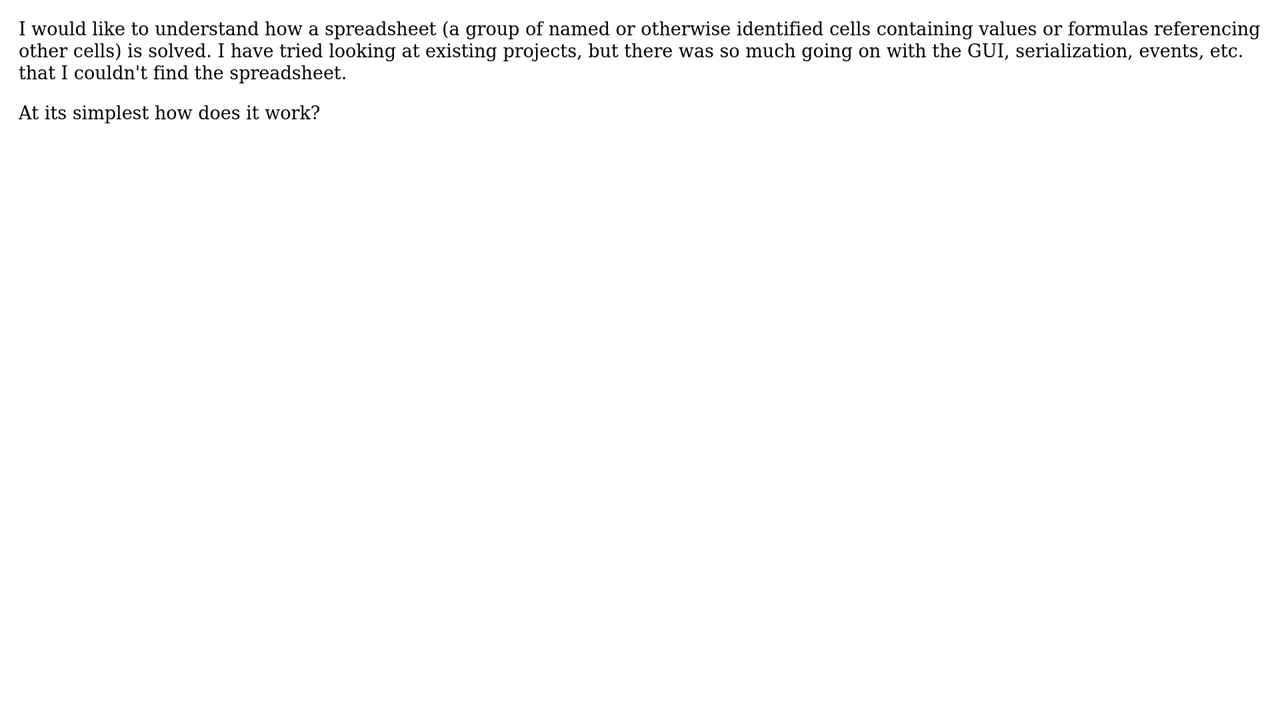 I would like to understand how a spreadsheet (a group of named or otherwise identified cells containing values or formulas referencing
other cells) is solved. I have tried looking at existing projects, but there was so much going on with the GUI, serialization, events, etc.
that I couldn't find the spreadsheet.
At its simplest how does it work?